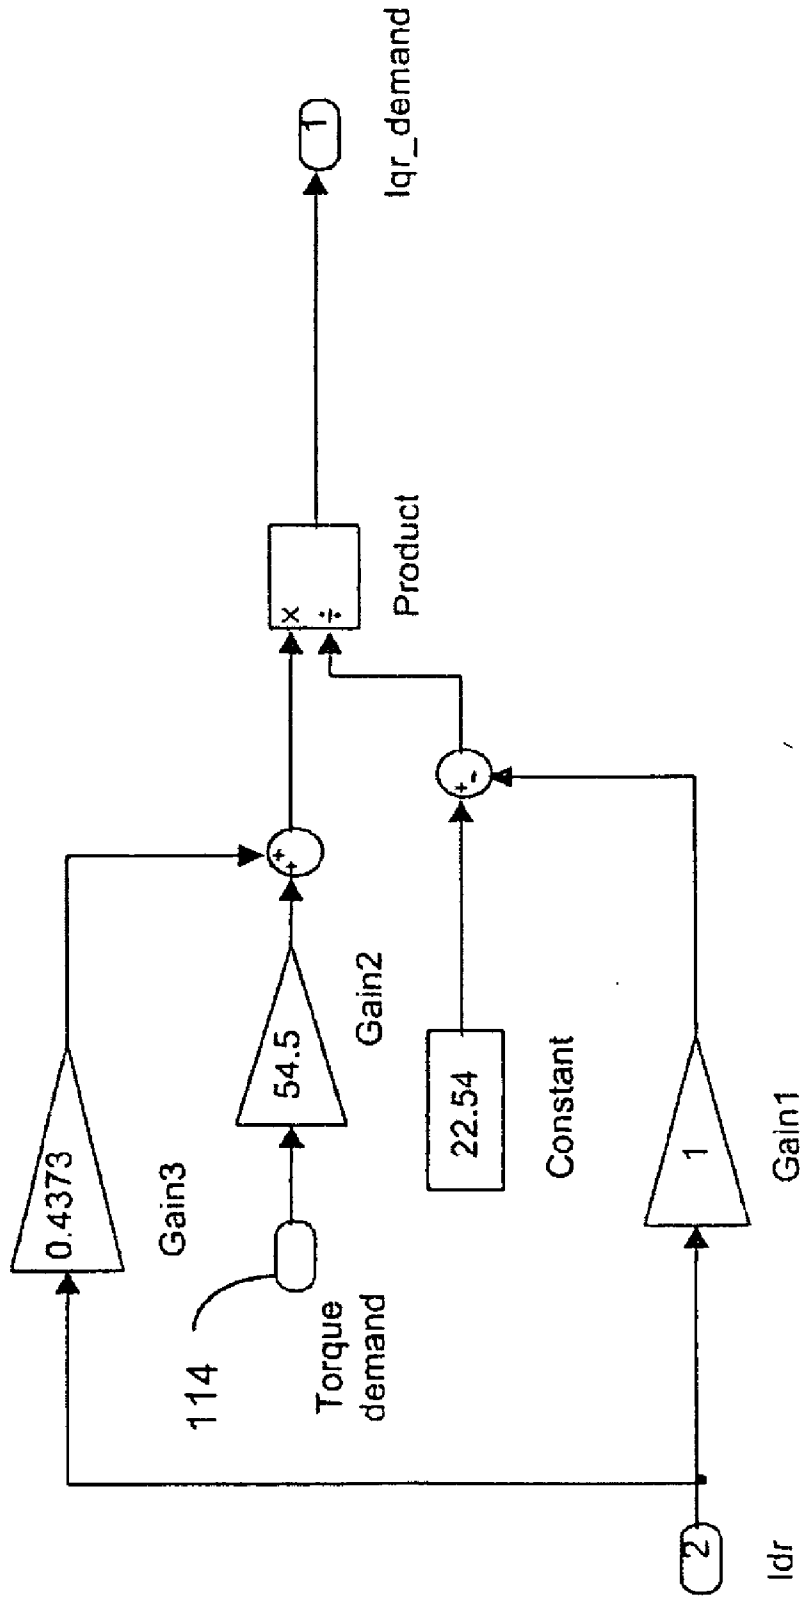 0.4373
Gain3
114
Torque
demand
54.5
Gain2
+
+
x
÷
Product
1
Iqr_demand
22.54
Constant
+
-
2
Idr
1
Gain1